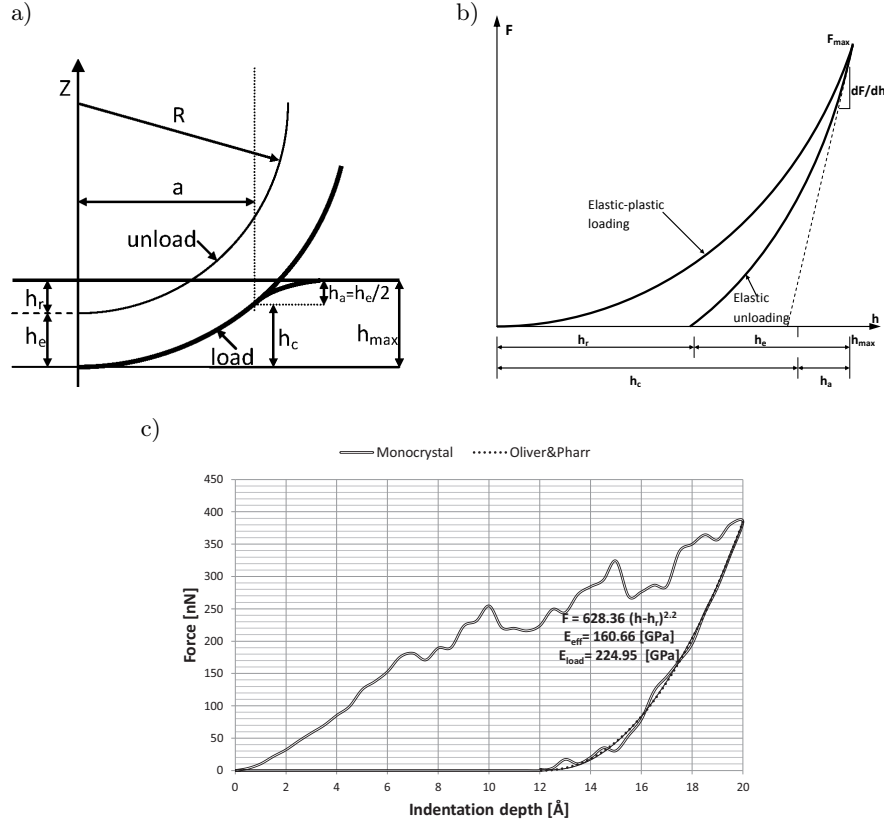 a)
Z
R
a
unload
h_r
h_a=h_e/2
h_e
h_c
h_max
load
b)
F
F_max
dF/dh
Elastic-plastic
loading
Elastic
unloading
h
h_r
h_e
h_max
h_c
h_a
c)
Monocrystal
Oliver&Pharr
450
400
350
300
250
200
150
100
50
0
Force [nN]
F = 628.36 (h-h_r)^2.2
E_eff= 160.66 [GPa]
E_load= 224.95 [GPa]
0 2 4 6 8 10 12 14 16 18 20
Indentation depth [Å]